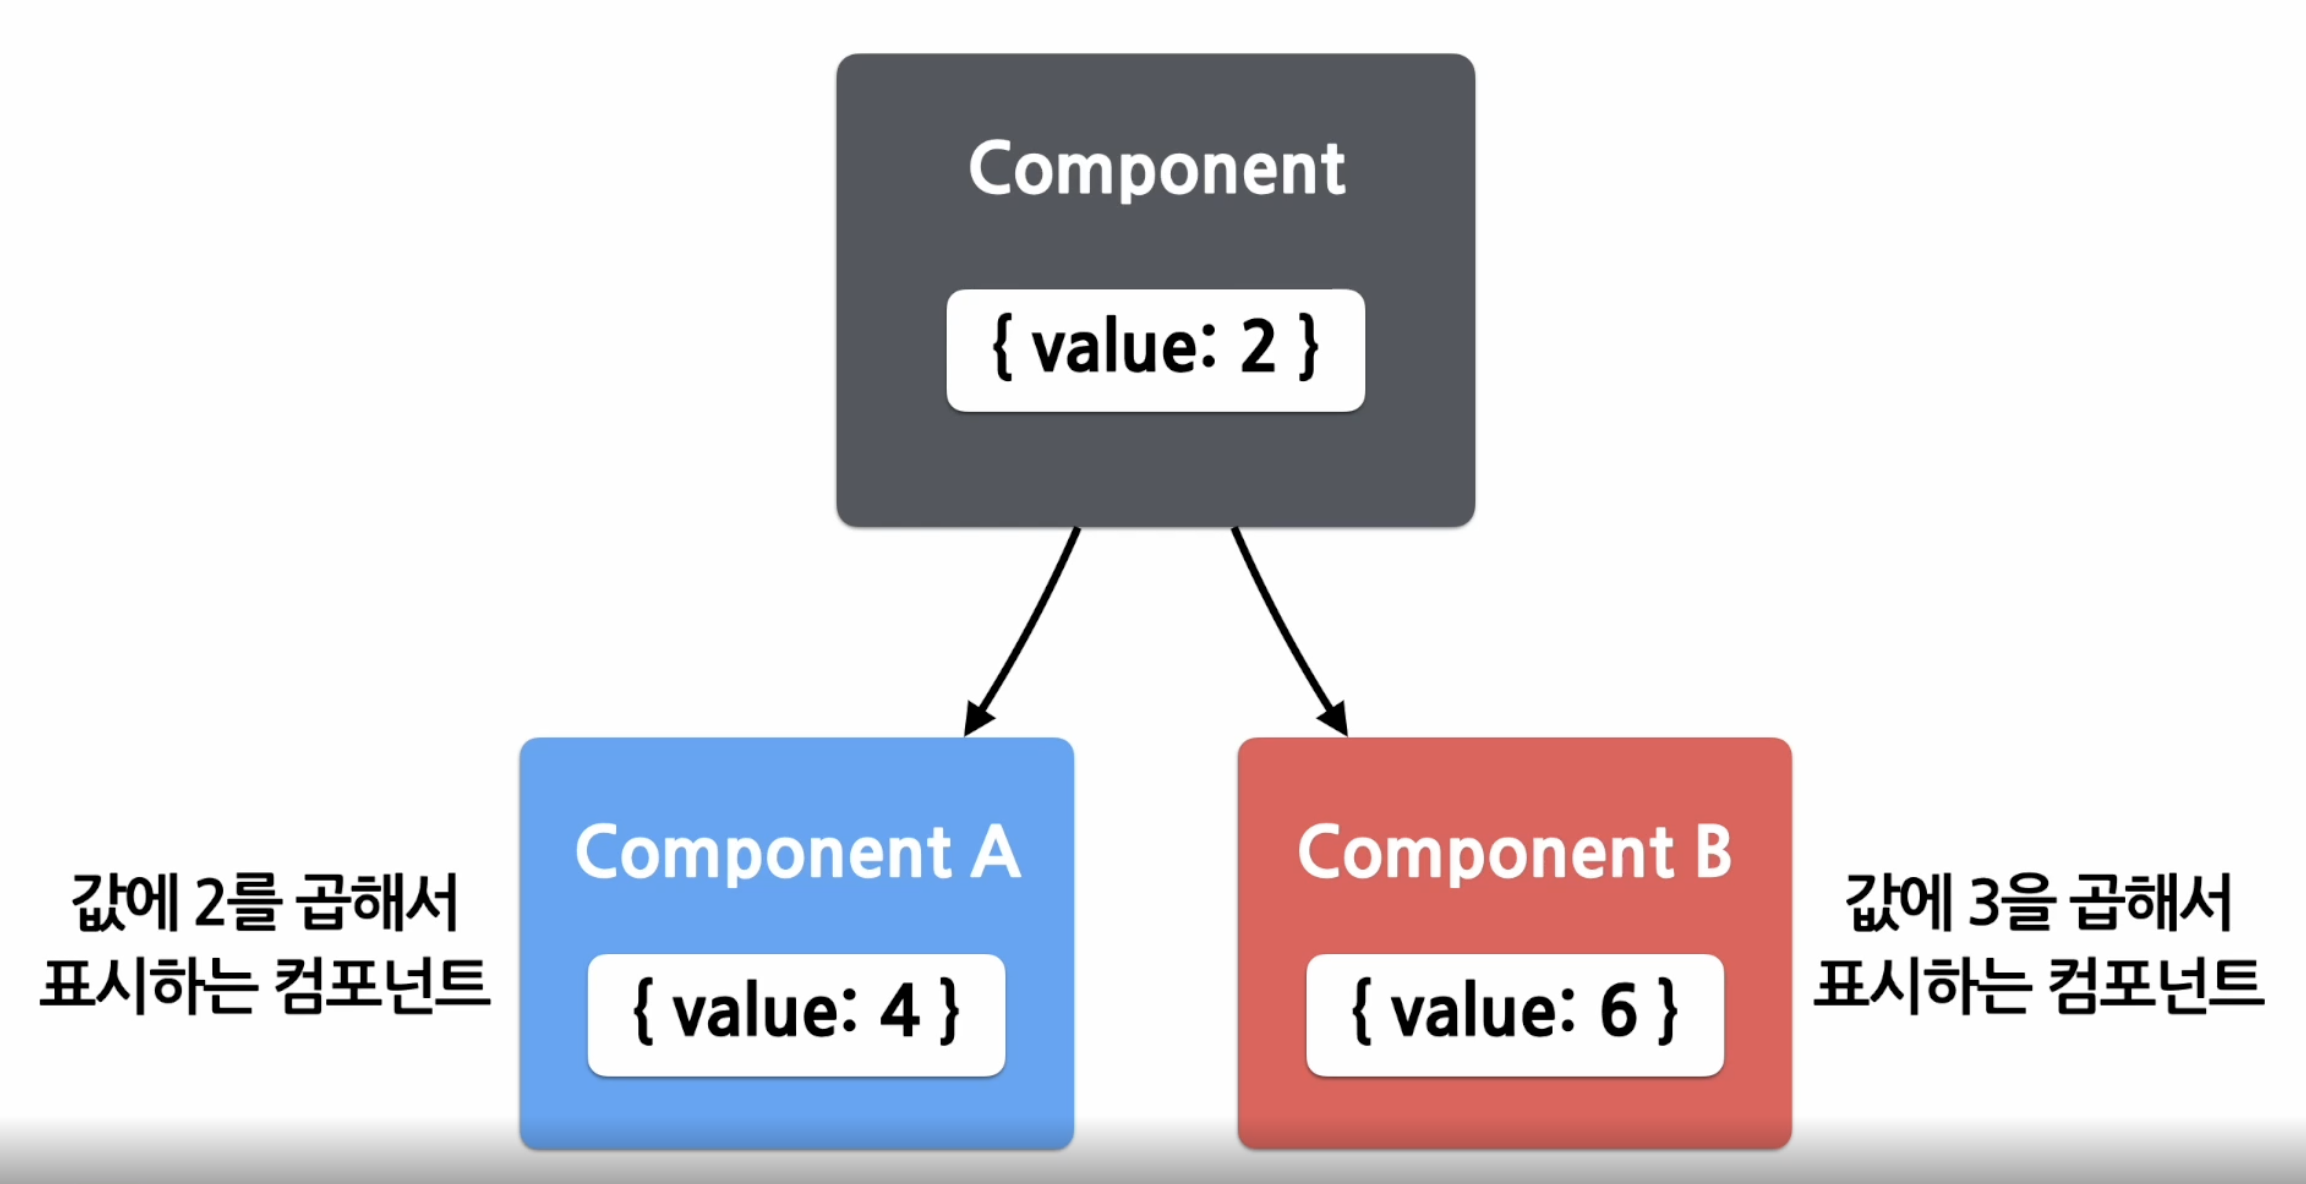 Component
{ value: 2 }
Component A
Component B
값에 2를 곱해서
표시하는 컴포넌트
{ value: 4 }
{ value: 6 }
값에 3을 곱해서
표시하는 컴포넌트